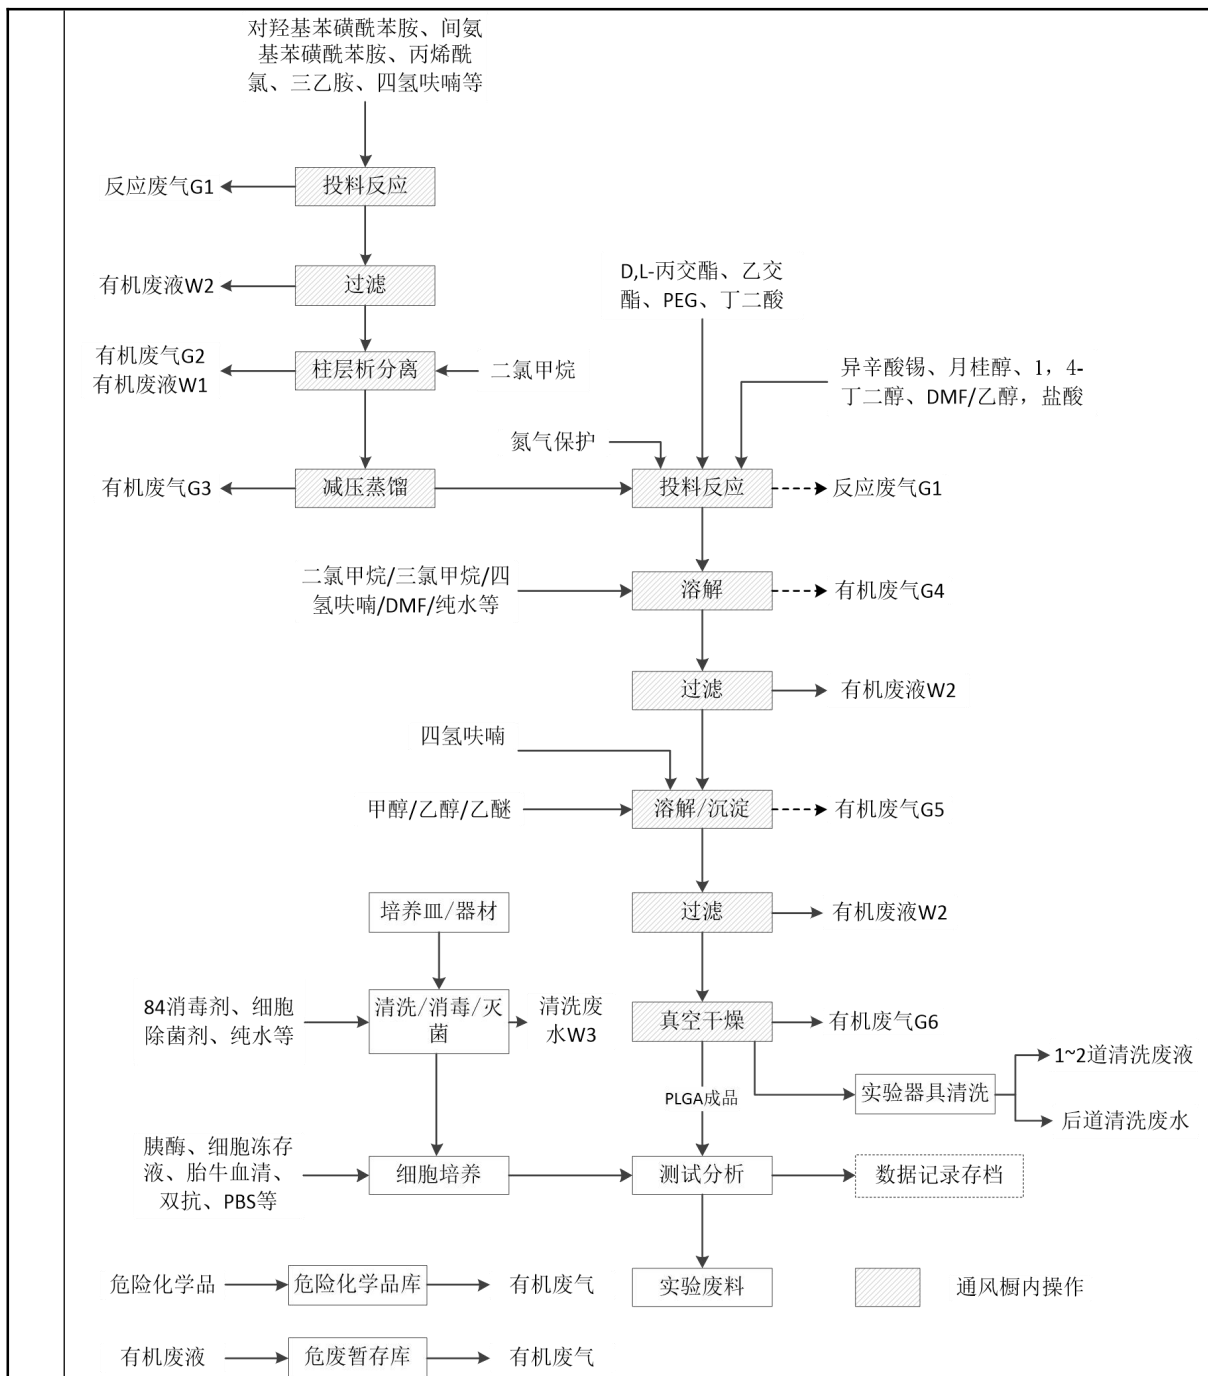 对羟基苯磺酰苯胺、间氨
基苯磺酰苯胺、丙烯酰
氯、三乙胺、四氢呋喃等
反应废气G1
投料反应
有机废液W2
过滤
有机废气G2
有机废液W1
柱层析分离
二氯甲烷
有机废气G3
减压蒸馏
D,L-丙交酯、乙交
酯、PEG、丁二酸
异辛酸锡、月桂醇、1，4-
丁二醇、DMF/乙醇，盐酸
氮气保护
投料反应
反应废气G1
二氯甲烷/三氯甲烷/四
氢呋喃/DMF/纯水等
溶解
有机废气G4
过滤
有机废液W2
四氢呋喃
甲醇/乙醇/乙醚
溶解/沉淀
有机废气G5
过滤
有机废液W2
培养皿/器材
84消毒剂、细胞
除菌剂、纯水等
清洗/消毒/灭
菌
清洗废
水W3
真空干燥
有机废气G6
PLGA成品
实验器具清洗
1~2道清洗废液
后道清洗废水
胰酶、细胞冻存
液、胎牛血清、
双抗、PBS等
细胞培养
测试分析
数据记录存档
危险化学品
危险化学品库
有机废气
实验废料
通风橱内操作
有机废液
危废暂存库
有机废气